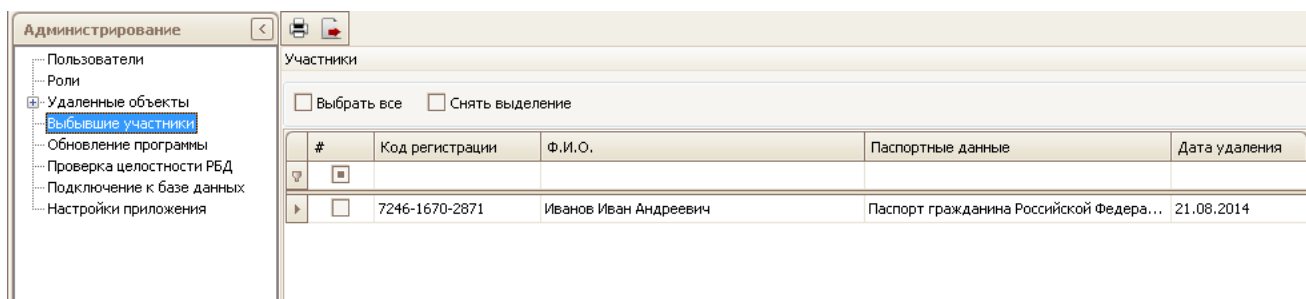 Администрирование
Пользователи
Роли
Удаленные объекты
Выбывшие участники
Обновление программы
Проверка целостности РБД
Подключение к базе данных
Настройки приложения
Участники
Выбрать все Снять выделение
# Код регистрации Ф.И.О. Паспортные данные Дата удаления
7246-1670-2871 Иванов Иван Андреевич Паспорт гражданина Российской Федера... 21.08.2014